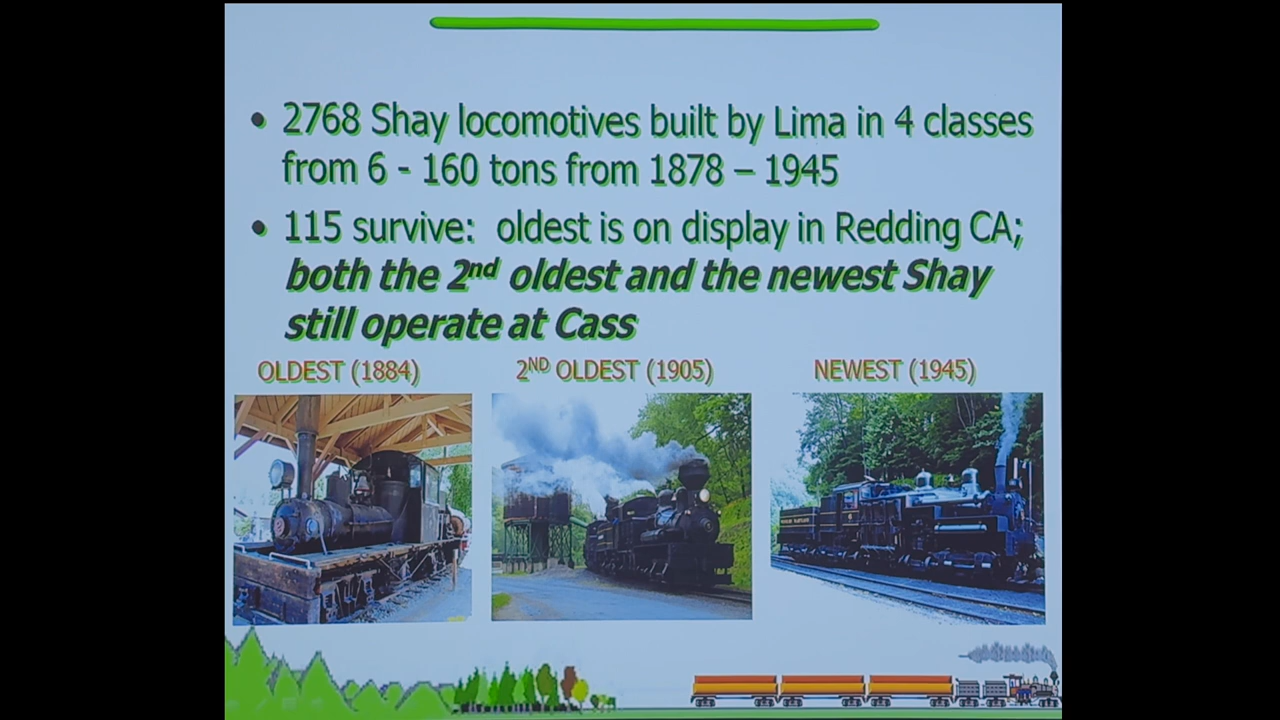 • 2768 Shay locomotives built by Lima in 4 classes
from 6 - 160 tons from 1878 – 1945
• 115 survive: oldest is on display in Redding CA;
both the 2nd oldest and the newest Shay
still operate at Cass
OLDEST (1884)
2ND OLDEST (1905)
NEWEST (1945)